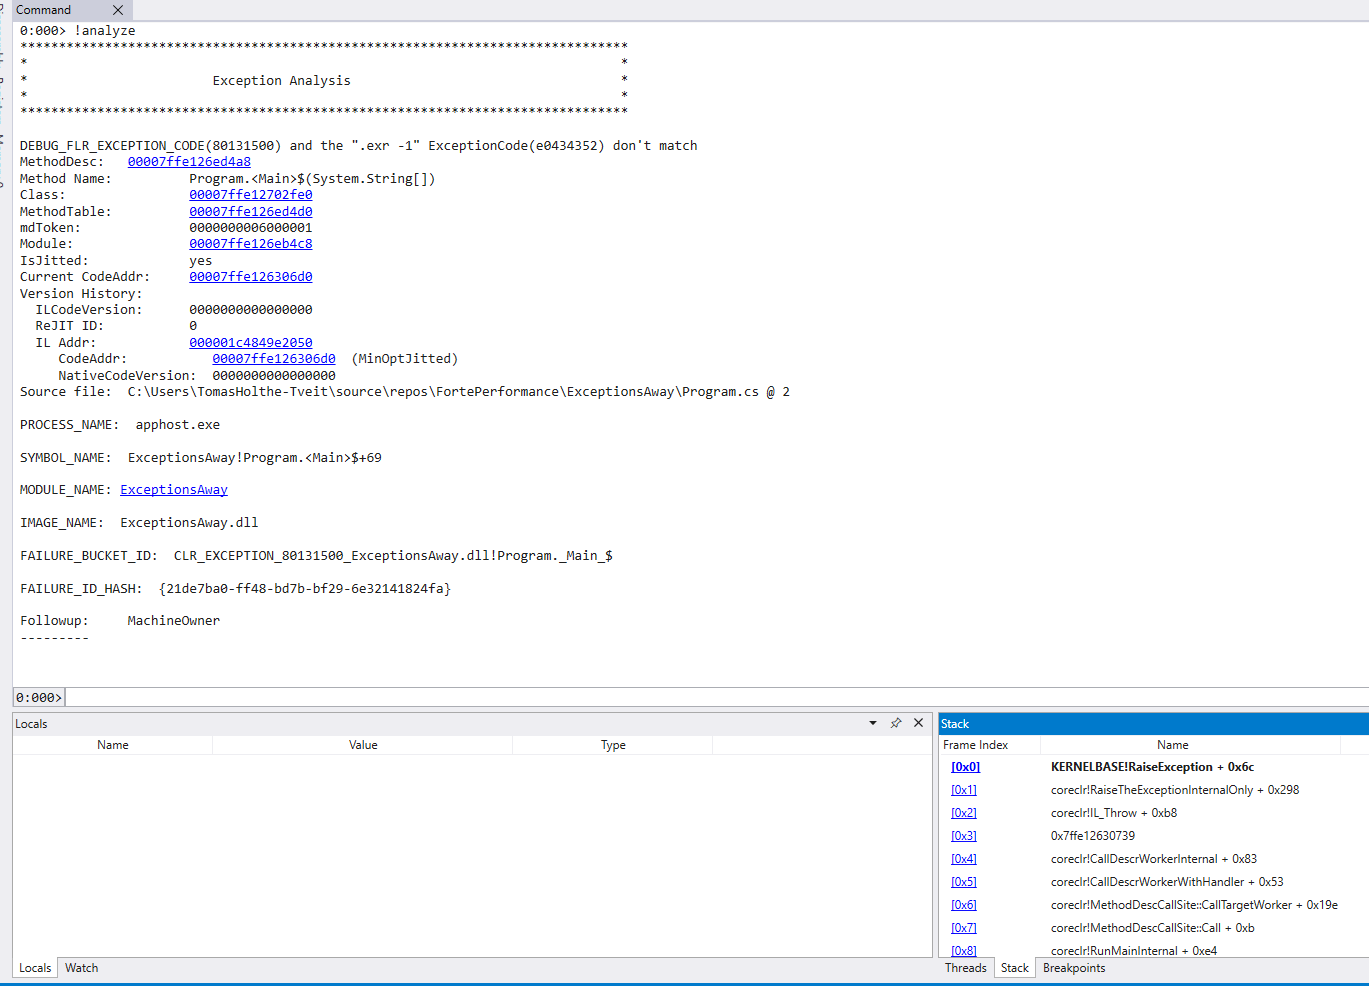 Command
0:000> !analyze
*******************************************************************************
*                                                                             *
*                        Exception Analysis                                   *
*                                                                             *
*******************************************************************************
DEBUG_FLR_EXCEPTION_CODE(80131500) and the ".exr -1" ExceptionCode(e0434352) don't match
MethodDesc:   00007ffe126ed4a8
Method Name:          Program.<Main>$(System.String[])
Class:                00007ffe12702fe0
MethodTable:          00007ffe126ed4d0
mdToken:              0000000006000001
Module:               00007ffe126eb4c8
IsJitted:             yes
Current CodeAddr:     00007ffe126306d0
Version History:
  ILCodeVersion:      0000000000000000
  ReJIT ID:           0
  IL Addr:            000001c4849e2050
     CodeAddr:           00007ffe126306d0  (MinOptJitted)
     NativeCodeVersion:  0000000000000000
Source file:  C:\Users\TomasHolthe-Tveit\source\repos\FortePerformance\ExceptionsAway\Program.cs @ 2
PROCESS_NAME:  apphost.exe
SYMBOL_NAME:  ExceptionsAway!Program.<Main>$+69
MODULE_NAME: ExceptionsAway
IMAGE_NAME:  ExceptionsAway.dll
FAILURE_BUCKET_ID:  CLR_EXCEPTION_80131500_ExceptionsAway.dll!Program._Main_$
FAILURE_ID_HASH:  {21de7ba0-ff48-bd7b-bf29-6e32141824fa}
Followup:     MachineOwner
---------
0:000>
Locals
Name Value Type
Locals Watch
Stack
Frame Index Name
[0x0] KERNELBASE!RaiseException + 0x6c
[0x1] coreclr!RaiseTheExceptionInternalOnly + 0x298
[0x2] coreclr!IL_Throw + 0xb8
[0x3] 0x7ffe12630739
[0x4] coreclr!CallDescrWorkerInternal + 0x83
[0x5] coreclr!CallDescrWorkerWithHandler + 0x53
[0x6] coreclr!MethodDescCallSite::CallTargetWorker + 0x19e
[0x7] coreclr!MethodDescCallSite::Call + 0xb
[0x8] coreclr!RunMainInternal + 0xe4
Threads Stack Breakpoints